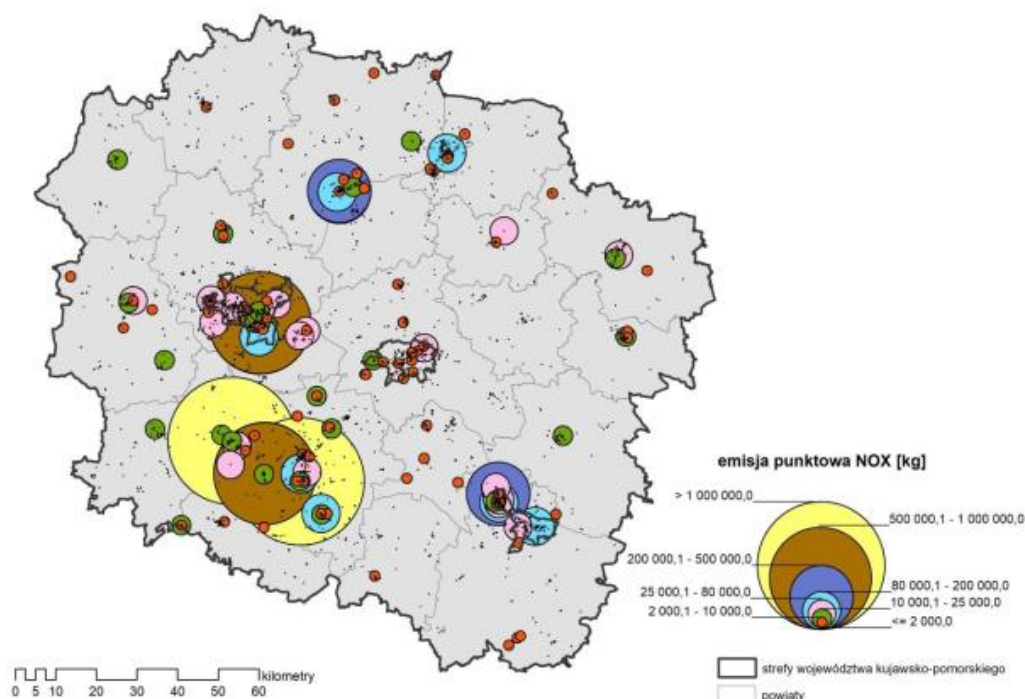 emisja punktowa NOX [kg]
> 1 000 000,0
500 000,1 - 1 000 000,0
200 000,1 - 500 000,0
80 000,1 - 200 000,0
25 000,1 - 80 000,0
10 000,1 - 25 000,0
2 000,1 - 10 000,0
<= 2 000,0
kilometry
0 5 10 20 30 40 50 60
strefy województwa kujawsko-pomorskiego
powiaty